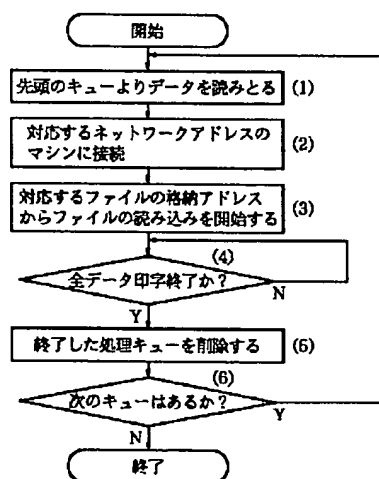 開始
先頭のキューよりデータを読みとる (1)
対応するネットワークアドレスの
マシンに接続 (2)
対応するファイルの格納アドレス
からファイルの読み込みを開始する (3)
(4)
全データ印字終了か?
N
Y
終了した処理キューを削除する (5)
(6)
次のキューはあるか?
Y
N
終了